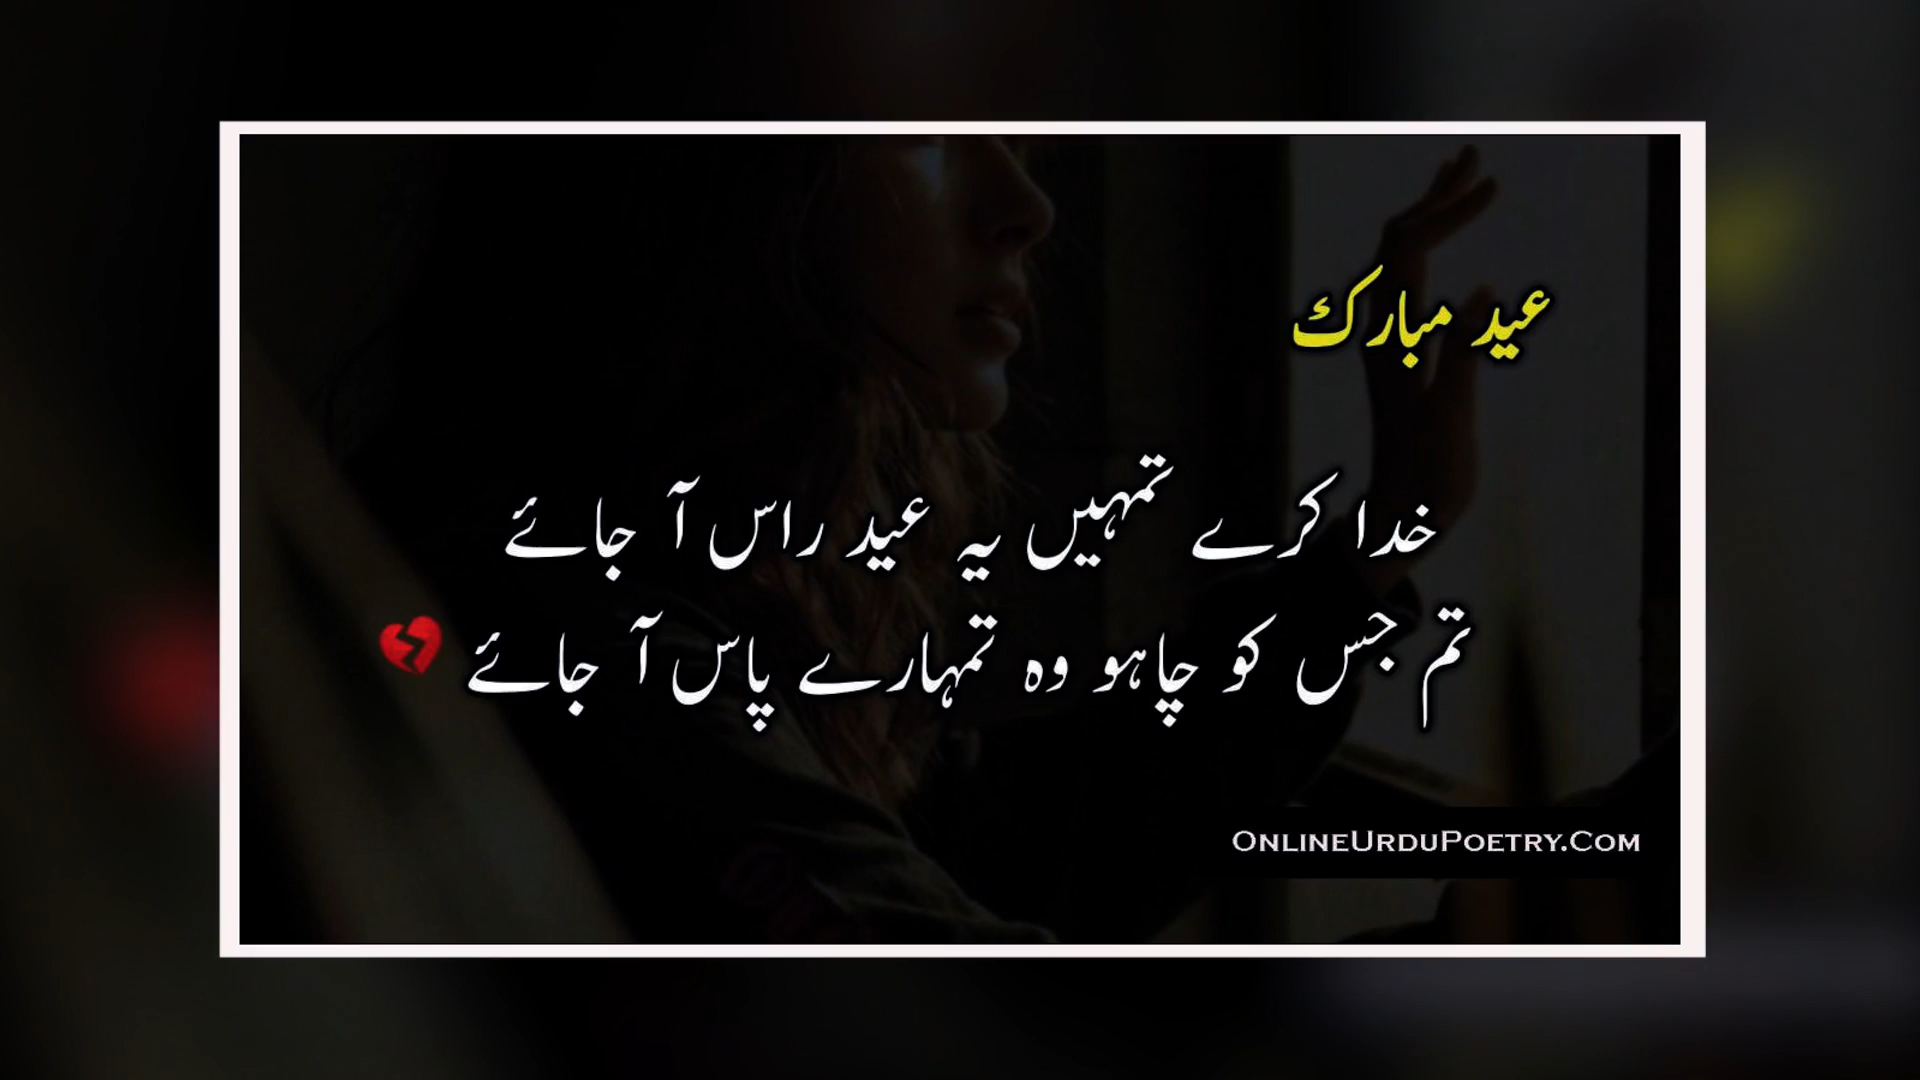 عید مبارک
خدا کرے تمہیں یہ عید راس آ جائے
تم جس کو چاہو وہ تمہارے پاس آ جائے 💔
OnlineUrduPoetry.Com